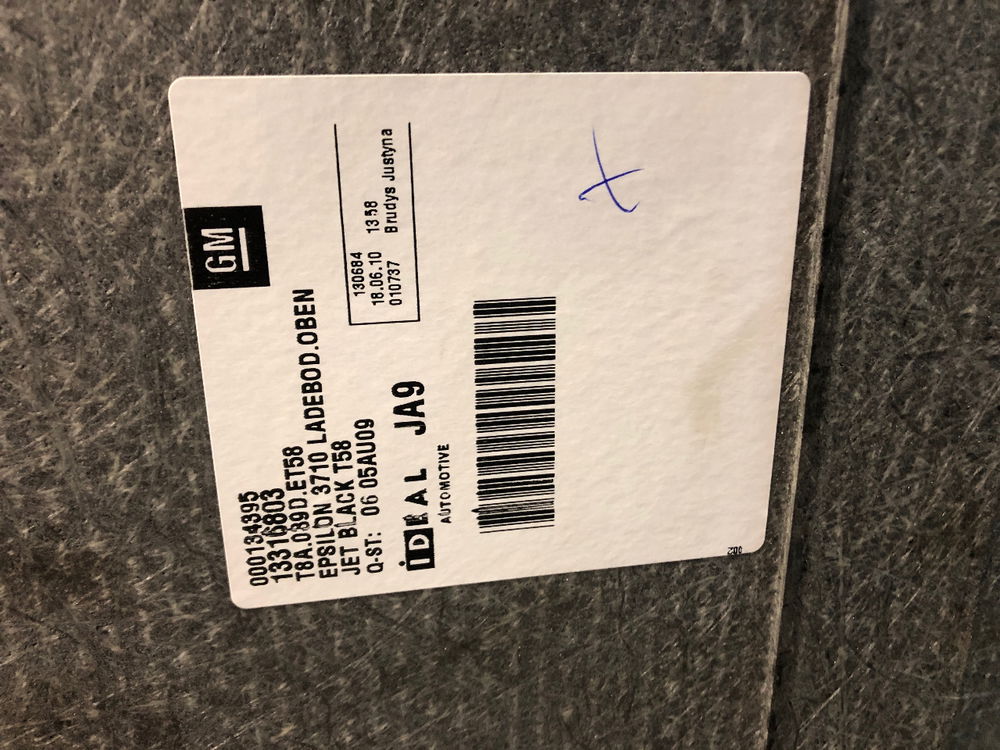 GM
000134395
13316803
T8A.089D.ET58
EPSILON 3710 LADEBOD.OBEN
JET BLACK T58
Q-ST: 06 05AU09
130684
18.06.10 13:58
010737 Brudys Justyna
iDEAL JA9
AUTOMOTIVE